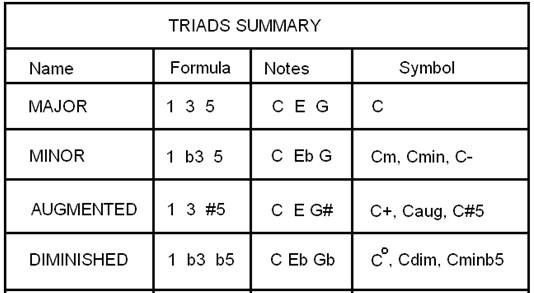 TRIADS SUMMARY
Name Formula Notes Symbol
MAJOR 1 3 5 C E G C
MINOR 1 b3 5 C Eb G Cm, Cmin, C-
AUGMENTED 1 3 #5 C E G# C+, Caug, C#5
DIMINISHED 1 b3 b5 C Eb Gb Cº, Cdim, Cminb5